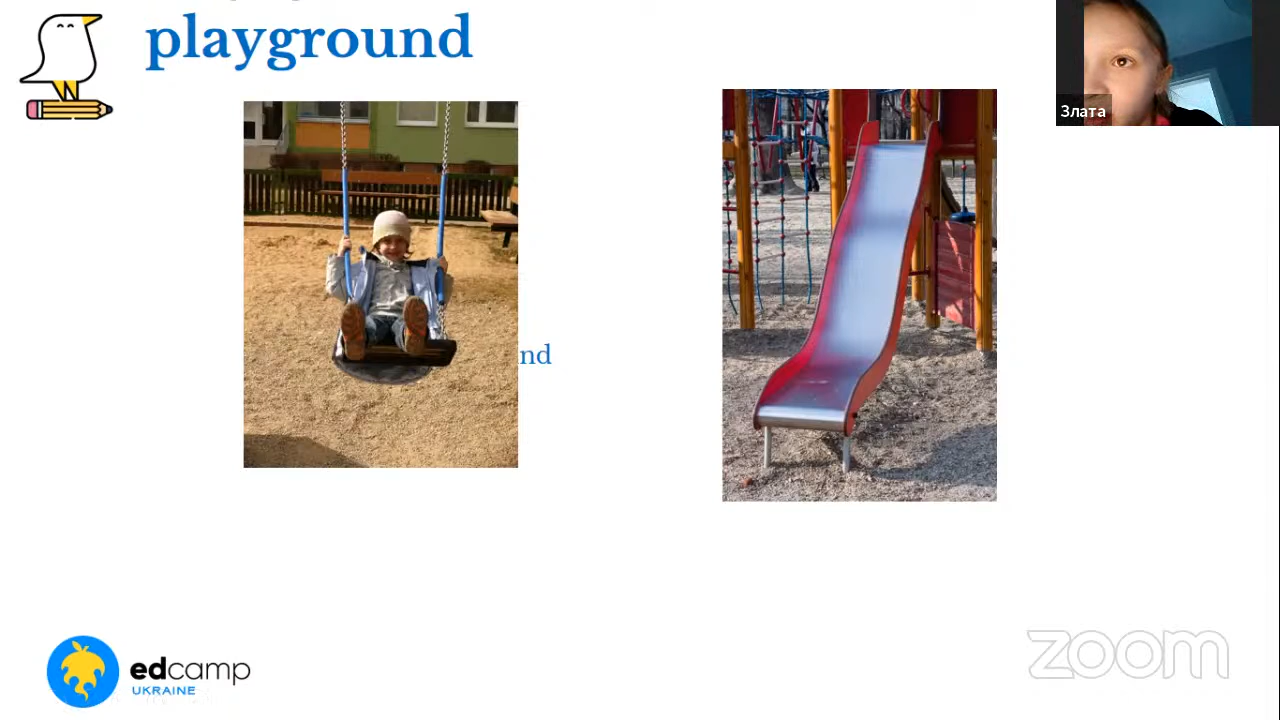 playground
Злата
nd
edcamp
UKRAINE
zoom